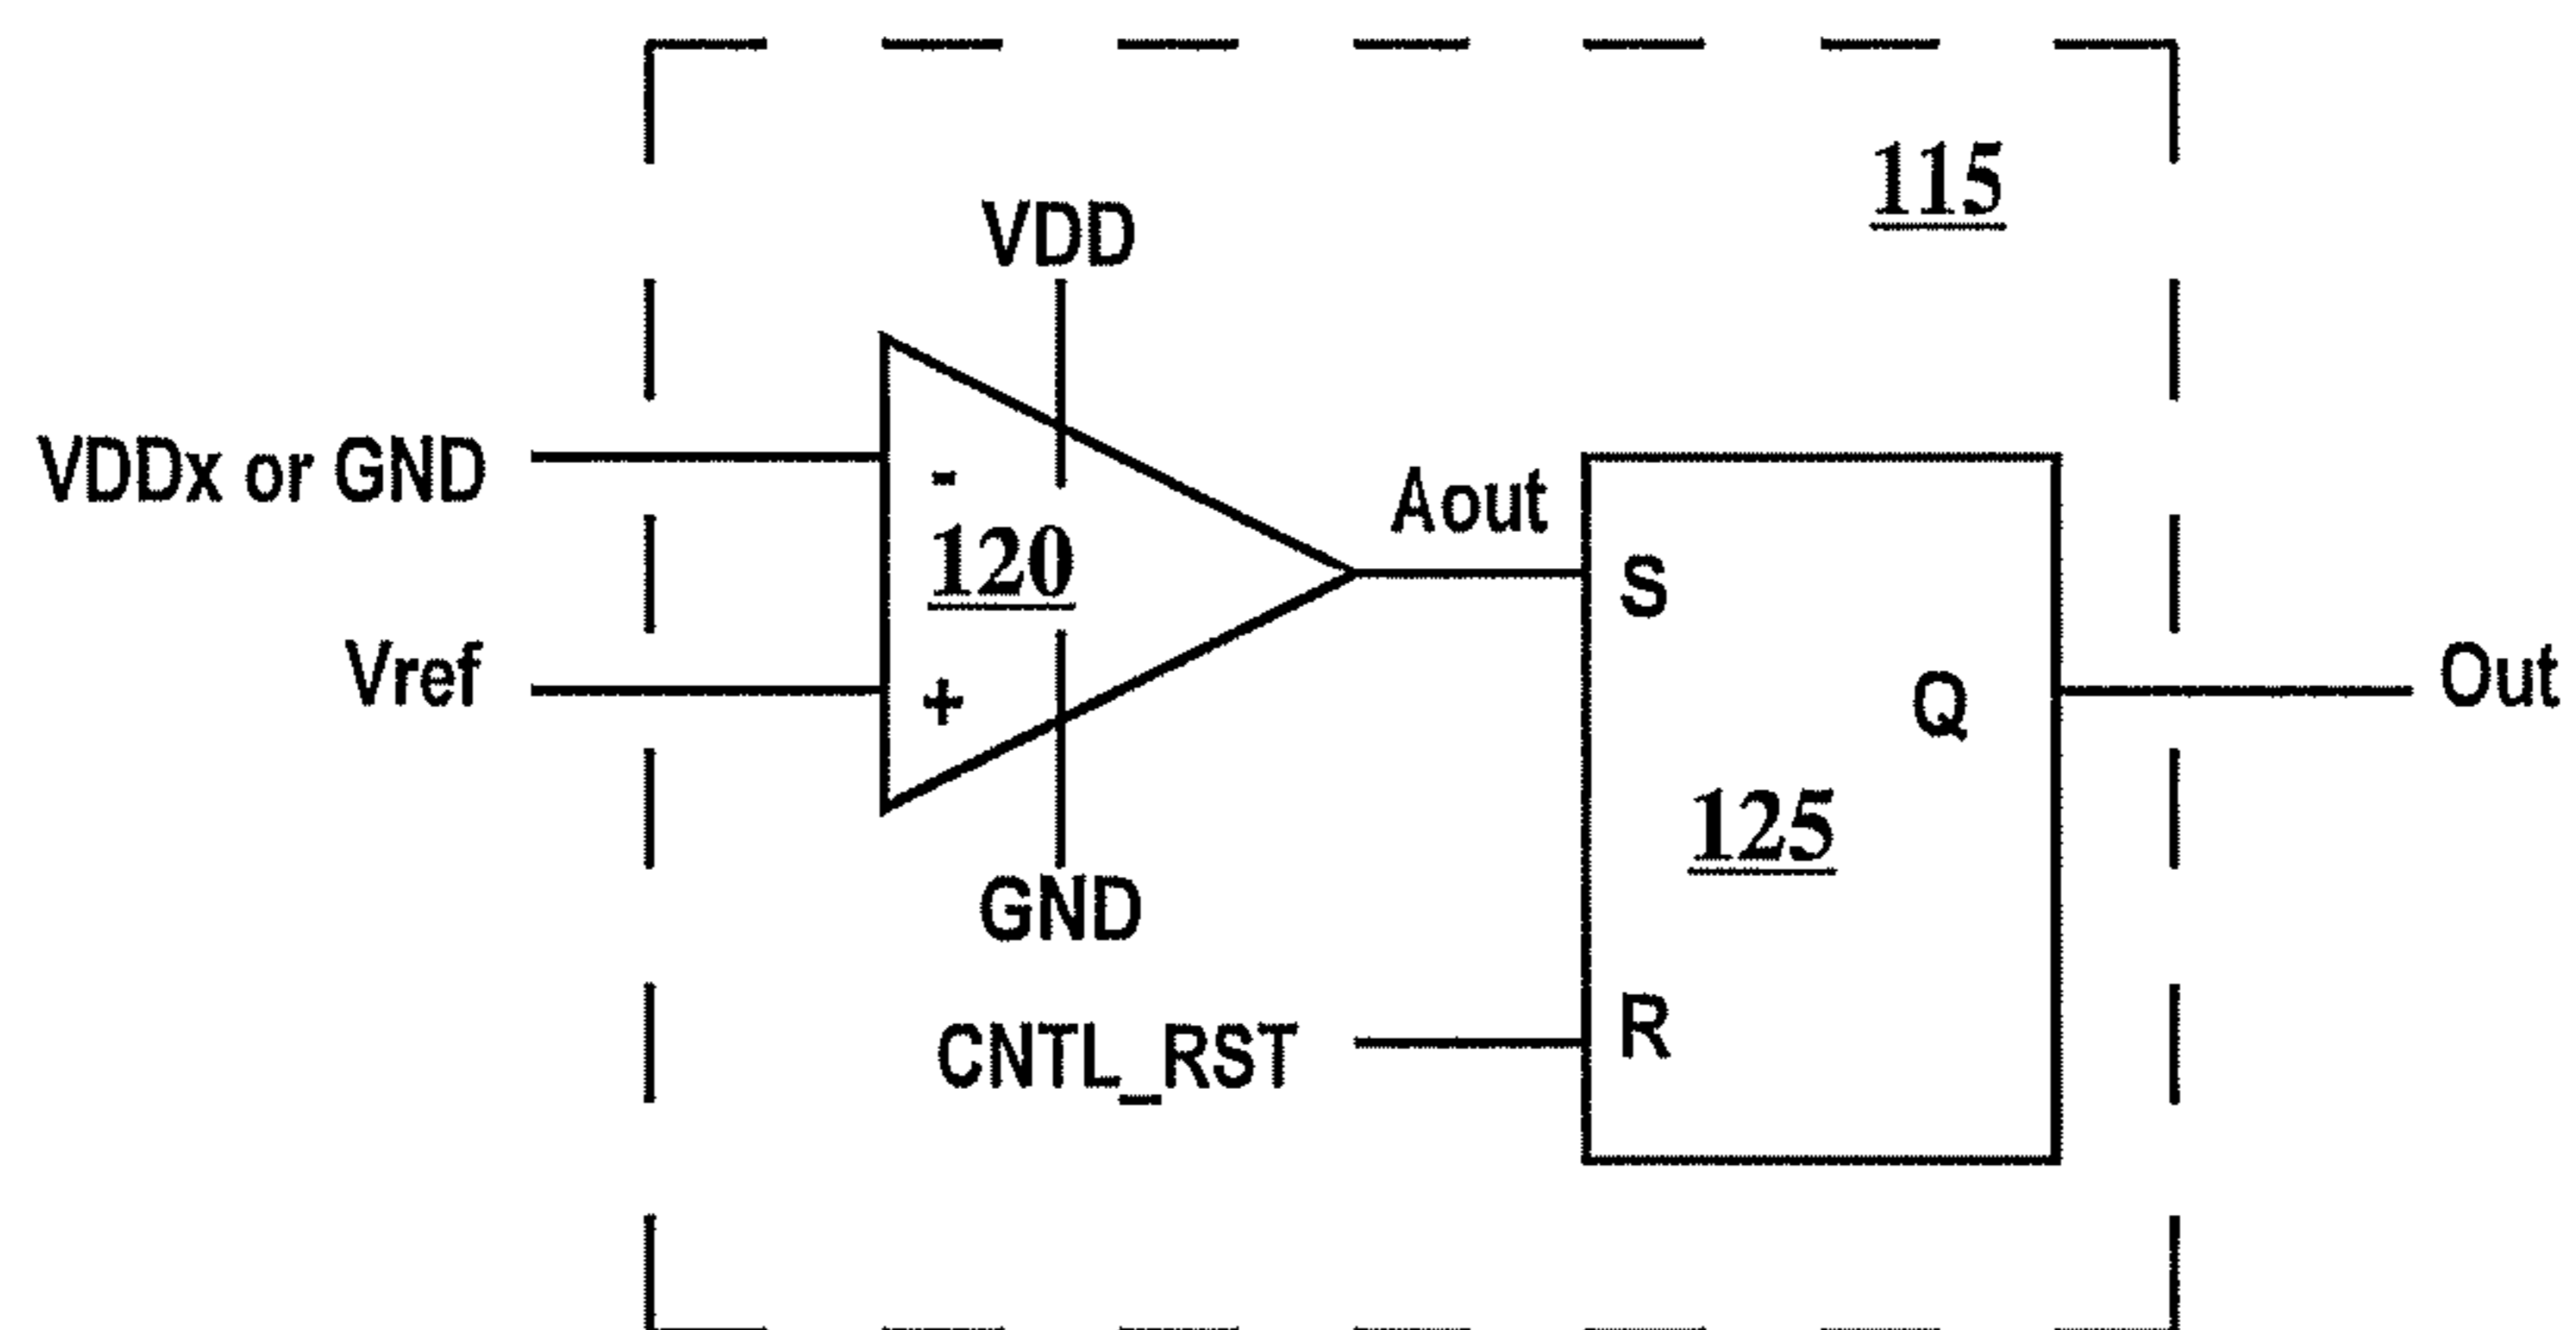 115
VDD
VDDx or GND
-
120
Aout
S
Vref
+
Q
Out
125
GND
CNTL_RST
R